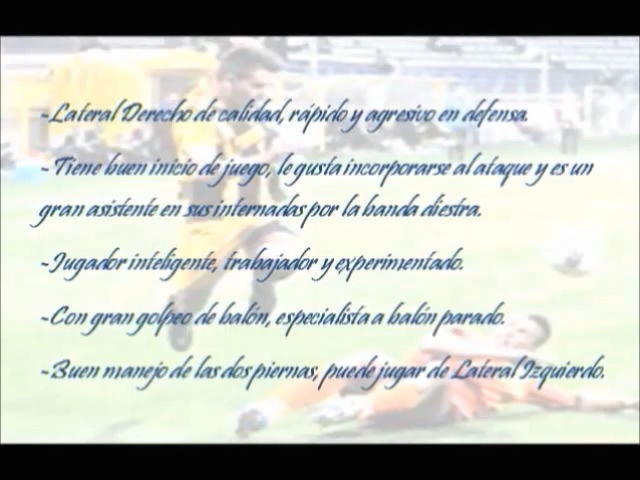 -Lateral Derecho de calidad, rápido y agresivo en defensa.
-Tiene buen inicio de juego, le gusta incorporarse al ataque y es un
gran asistente en sus internadas por la banda diestra.
-Jugador inteligente, trabajador y experimentado.
-Con gran golpeo de balón, especialista a balón parado.
-Buen manejo de las dos piernas, puede jugar de Lateral Izquierdo.